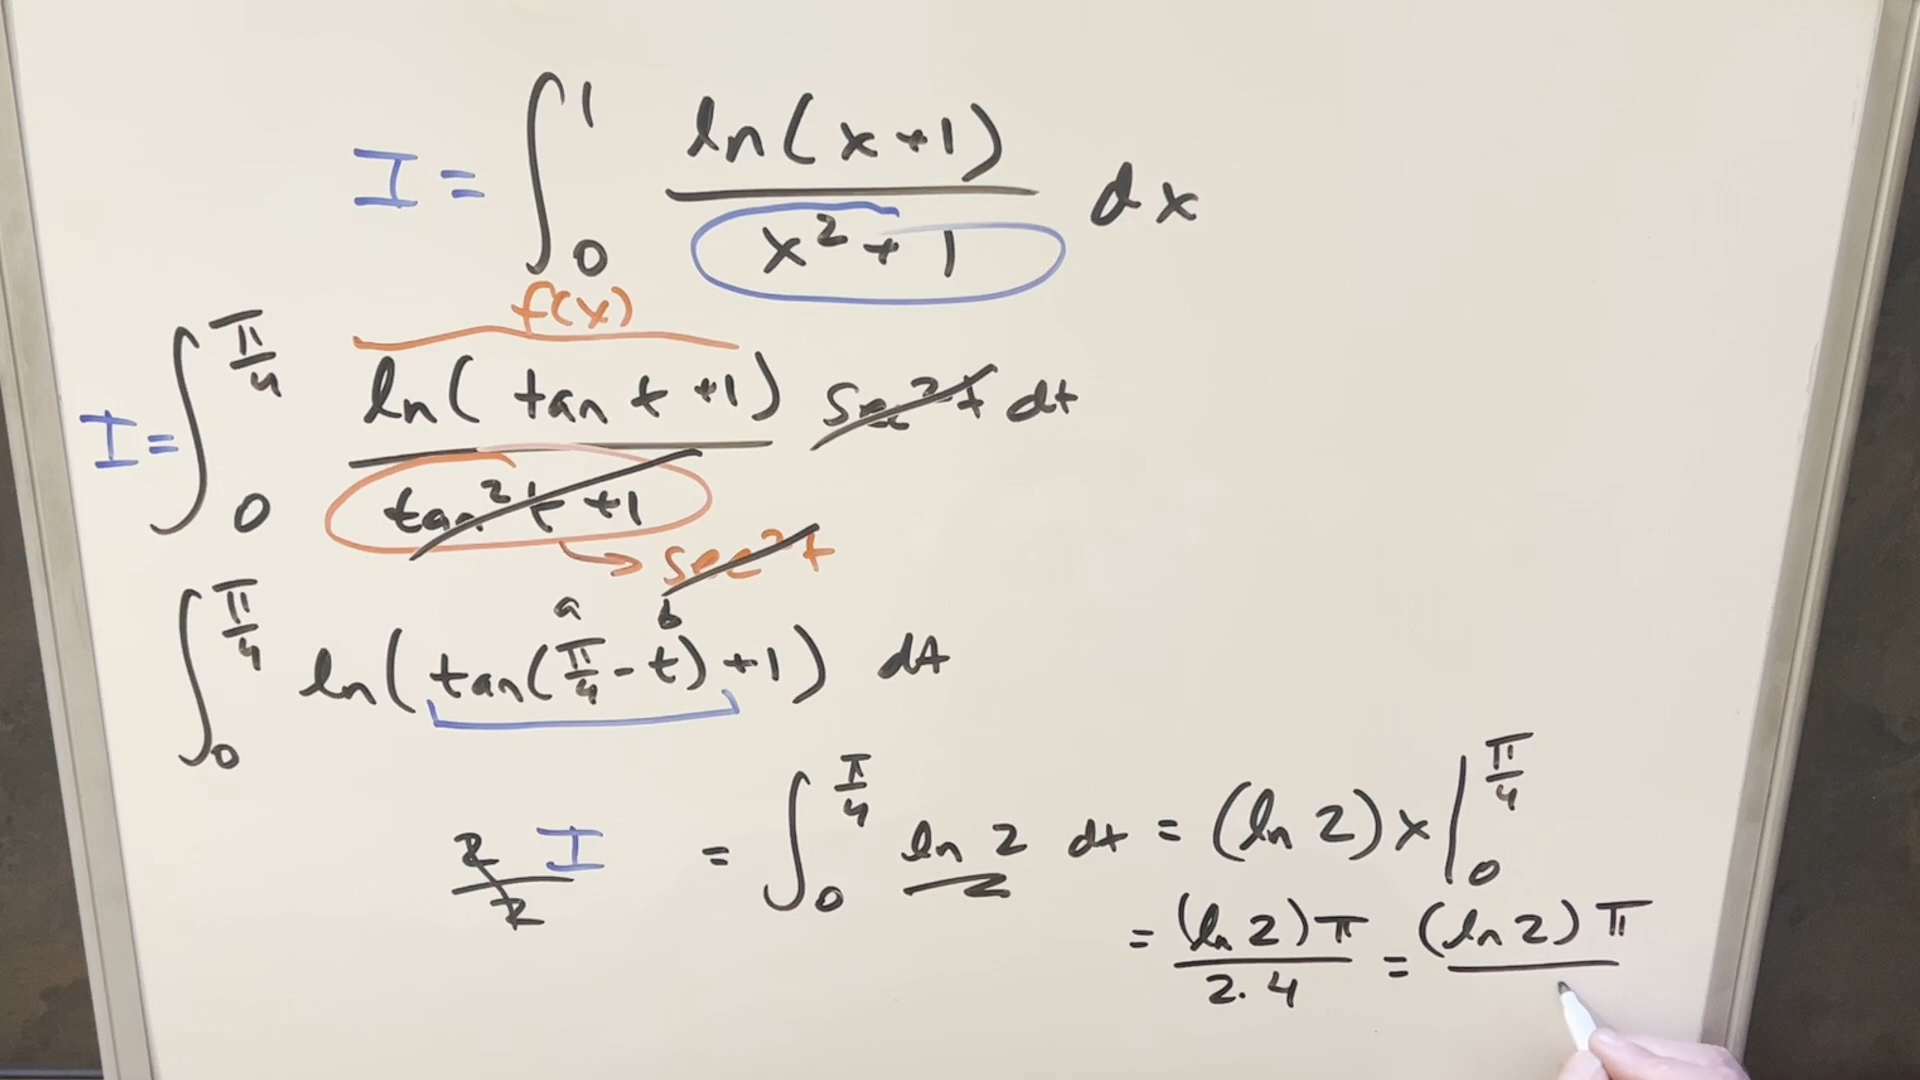 I = ∫₀¹ ln(x+1) / x²+1 dx
f(x)
I = ∫₀^(π/4) ln(tan t +1) / tan² t +1 sec² t dt
→ sec² t
a b
∫₀^(π/4) ln(tan(π/4 - t) +1) dt
2/2 I = ∫₀^(π/4) ln 2 dt = (ln 2) x |₀^(π/4)
= (ln 2) π / 2·4 = (ln 2) π /